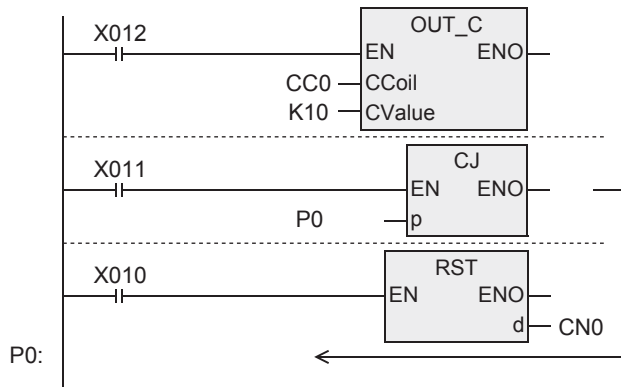 X012
OUT_C
EN ENO
CC0 CCoil
K10 CValue
X011
CJ
EN ENO
P0 p
X010
RST
EN ENO
d CN0
P0: